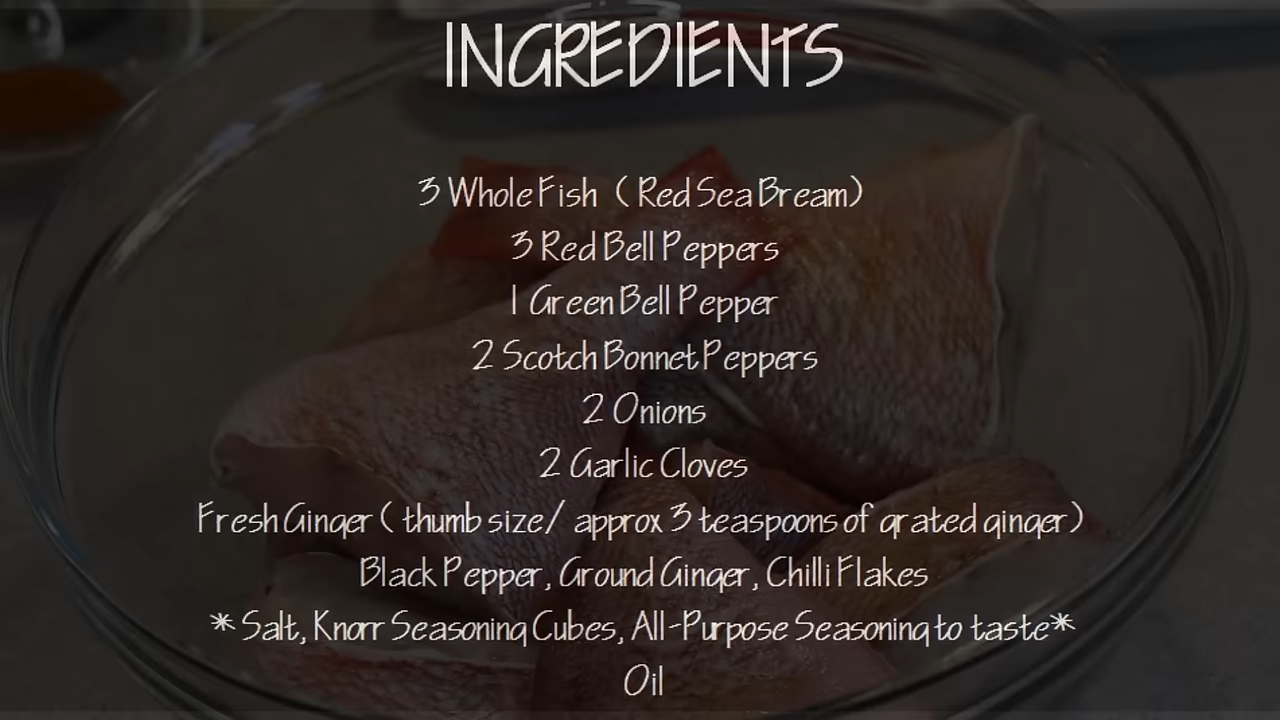 INGREDIENTS
3 Whole Fish ( Red Sea Bream)
3 Red Bell Peppers
1 Green Bell Pepper
2 Scotch Bonnet Peppers
2 Onions
2 Garlic Cloves
Fresh Ginger ( thumb size/ approx 3 teaspoons of grated ginger)
Black Pepper, Ground Ginger, Chilli Flakes
*Salt, Knorr Seasoning Cubes, All-Purpose Seasoning to taste*
Oil